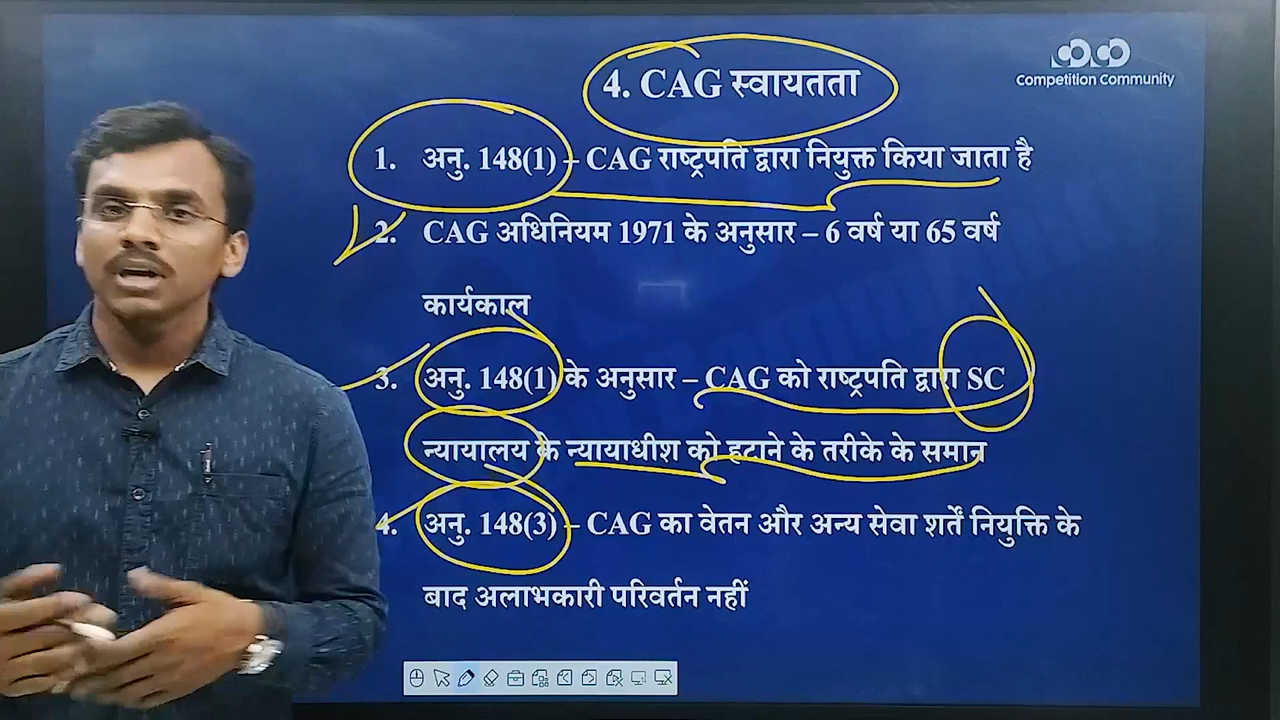 4. CAG स्वायतता
Competition Community
1. अनु. 148(1) – CAG राष्ट्रपति द्वारा नियुक्त किया जाता है
2. CAG अधिनियम 1971 के अनुसार – 6 वर्ष या 65 वर्ष
कार्यकाल
3. अनु. 148(1) के अनुसार – CAG को राष्ट्रपति द्वारा SC
न्यायालय के न्यायाधीश को हटाने के तरीके के समान
4. अनु. 148(3) – CAG का वेतन और अन्य सेवा शर्तें नियुक्ति के
बाद अलाभकारी परिवर्तन नहीं